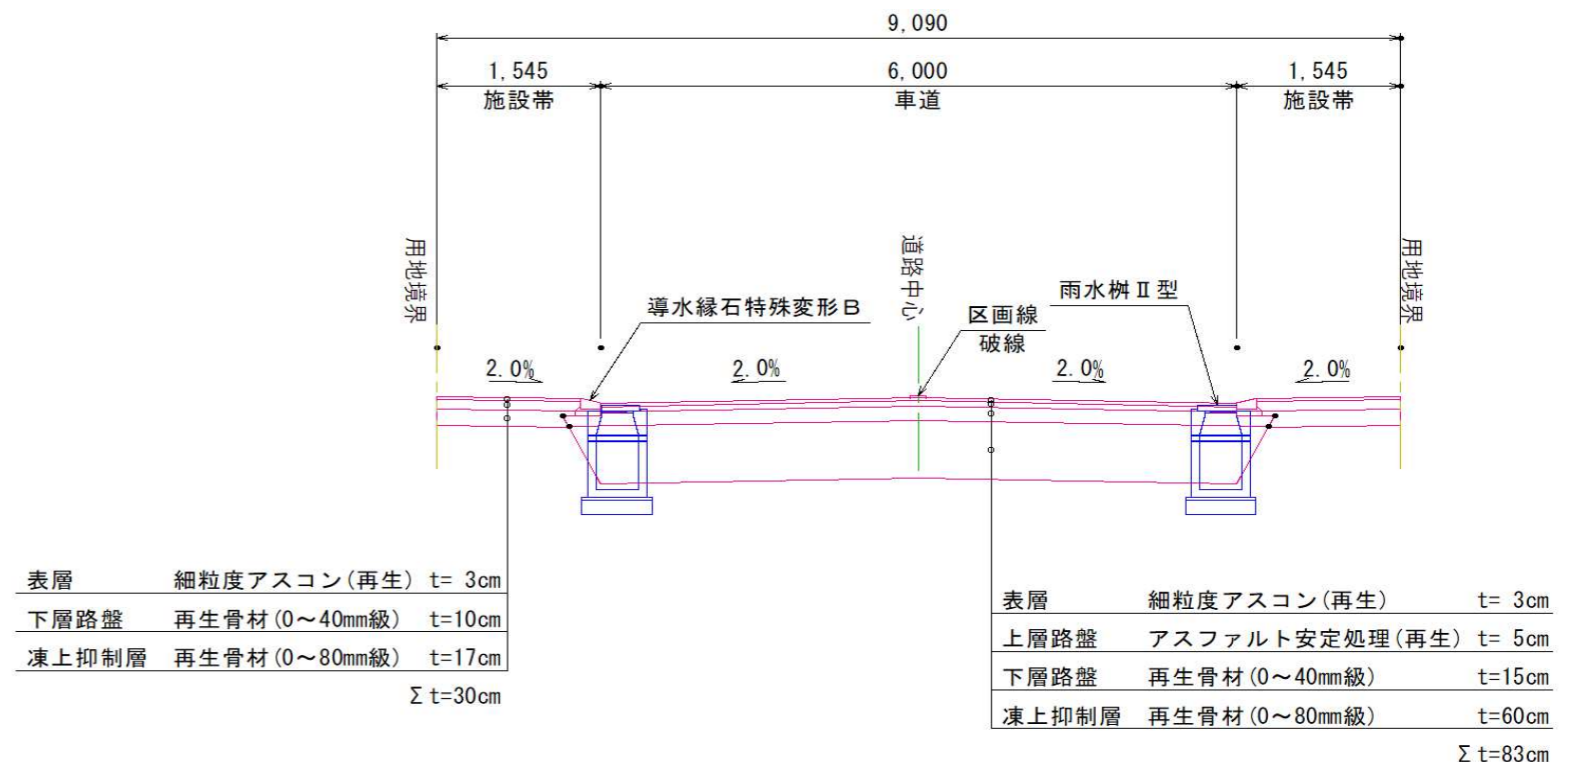 9,090
1,545
6,000
1,545
施設帯
車道
施設帯
用地境界
道路中心
用地境界
導水縁石特殊変形B
雨水桝Ⅱ型
区画線
破線
2.0%
2.0%
2.0%
2.0%
表層 細粒度アスコン(再生) t= 3cm
下層路盤 再生骨材(0～40mm級) t=10cm
凍上抑制層 再生骨材(0～80mm級) t=17cm
Σt=30cm
表層 細粒度アスコン(再生) t= 3cm
上層路盤 アスファルト安定処理(再生) t= 5cm
下層路盤 再生骨材(0～40mm級) t=15cm
凍上抑制層 再生骨材(0～80mm級) t=60cm
Σt=83cm